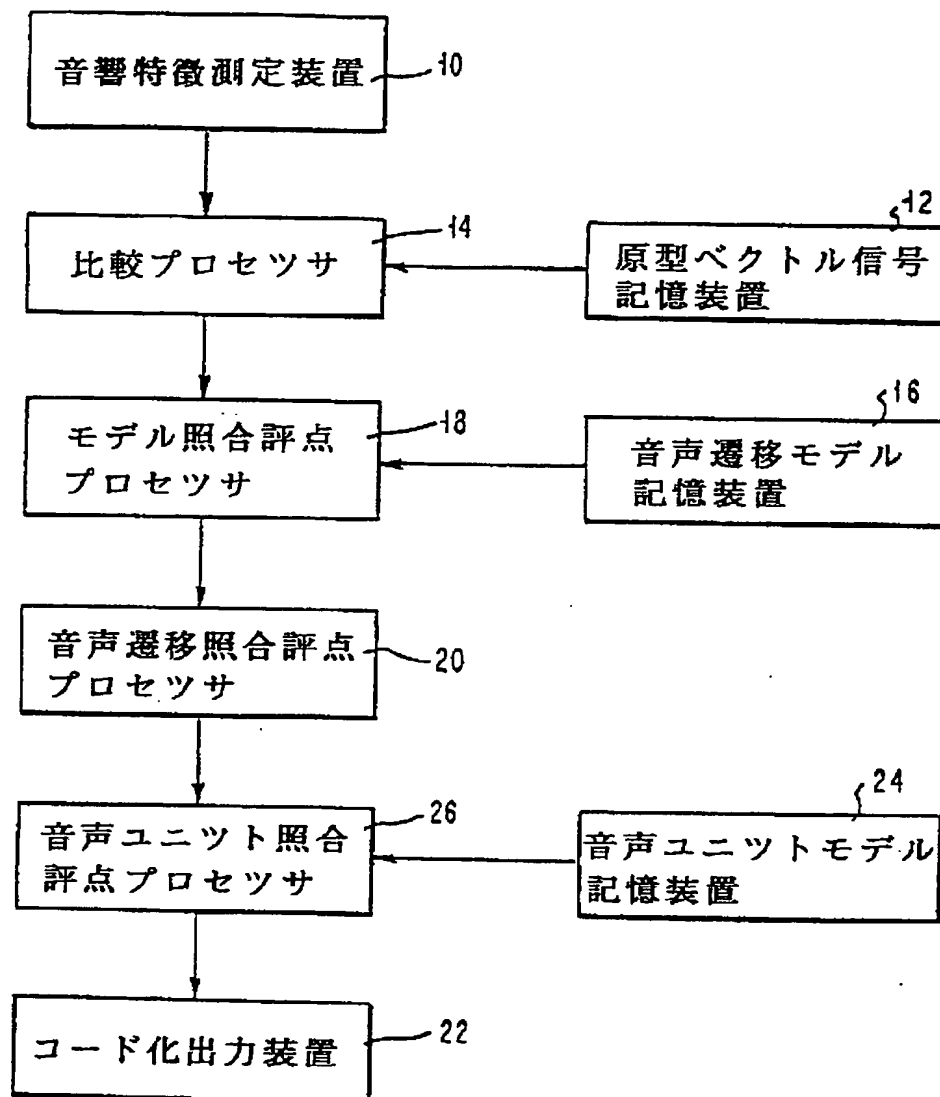 音響特徴測定装置
10
12
14
比較プロセツサ
原型ベクトル信号
記憶装置
16
18
モデル照合評点
プロセツサ
音声遷移モデル
記憶装置
音声遷移照合評点
プロセツサ
20
24
26
音声ユニツト照合
評点プロセツサ
音声ユニツトモデル
記憶装置
コード化出力装置
22